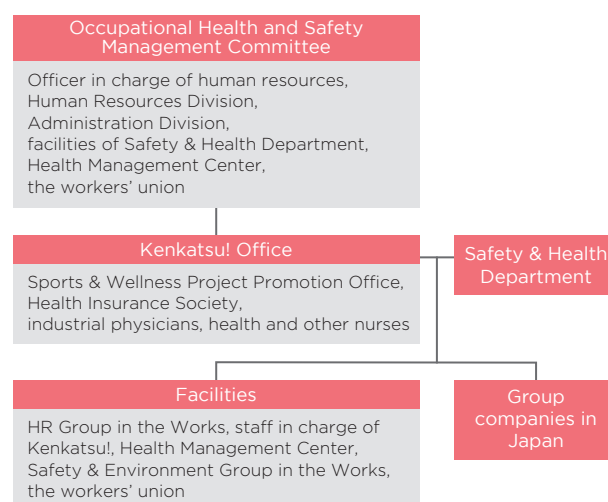 Occupational Health and Safety
Management Committee
Officer in charge of human resources,
Human Resources Division,
Administration Division,
facilities of Safety & Health Department,
Health Management Center,
the workers’ union
Kenkatsu! Office
Sports & Wellness Project Promotion Office,
Health Insurance Society,
industrial physicians, health and other nurses
Safety & Health
Department
Facilities
HR Group in the Works, staff in charge of
Kenkatsu!, Health Management Center,
Safety & Environment Group in the Works,
the workers’ union
Group
companies in
Japan